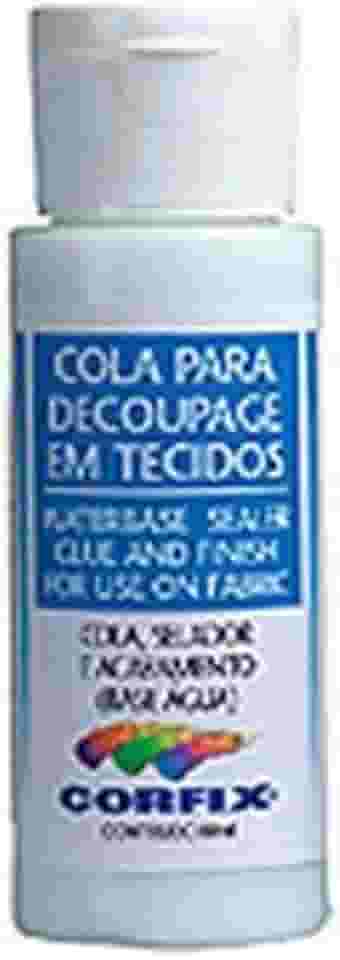 COLA PARA
DECOUPAGE
EM TECIDOS
WATERBASE SEALER
GLUE AND FINISH
FOR USE ON FABRIC
COLA, SELADOR
E ACABAMENTO
(BASE AGUA)
CORFIX